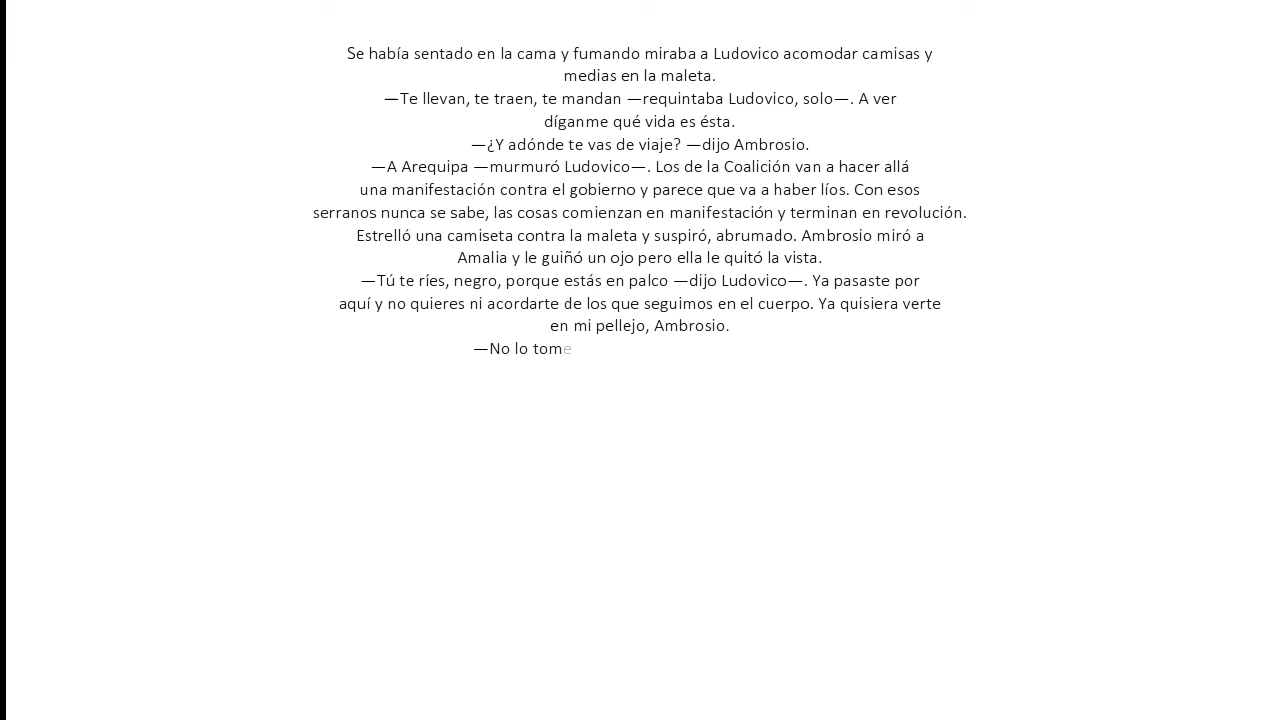 Se había sentado en la cama y fumando miraba a Ludovico acomodar camisas y
medias en la maleta.
—Te llevan, te traen, te mandan —requintaba Ludovico, solo—. A ver
díganme qué vida es ésta.
—¿Y adónde te vas de viaje? —dijo Ambrosio.
—A Arequipa —murmuró Ludovico—. Los de la Coalición van a hacer allá
una manifestación contra el gobierno y parece que va a haber líos. Con esos
serranos nunca se sabe, las cosas comienzan en manifestación y terminan en revolución.
Estrelló una camiseta contra la maleta y suspiró, abrumado. Ambrosio miró a
Amalia y le guiñó un ojo pero ella le quitó la vista.
—Tú te ríes, negro, porque estás en palco —dijo Ludovico—. Ya pasaste por
aquí y no quieres ni acordarte de los que seguimos en el cuerpo. Ya quisiera verte
en mi pellejo, Ambrosio.
—No lo tome